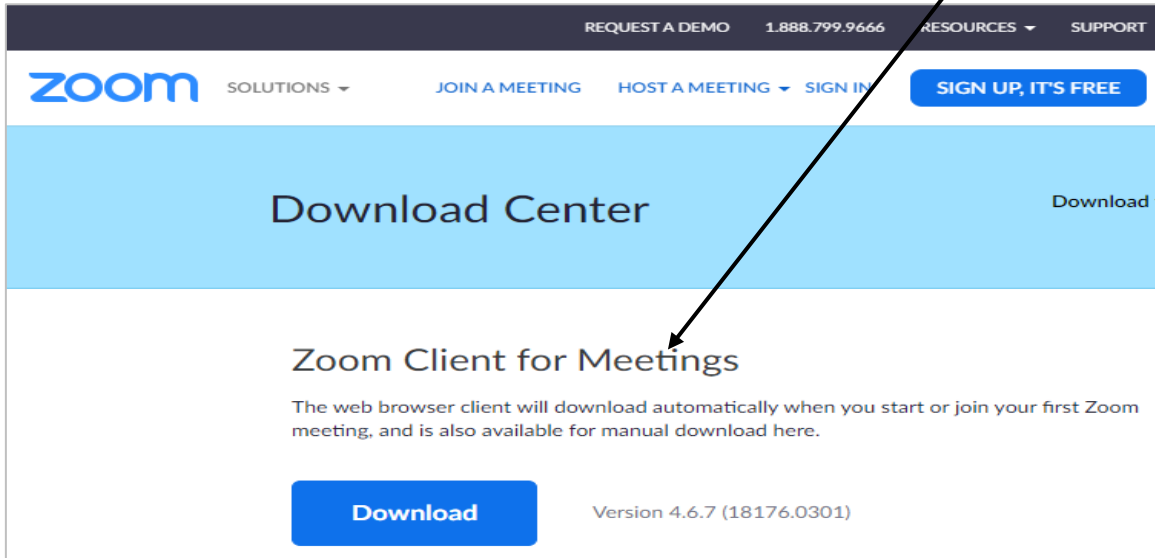 REQUEST A DEMO 1.888.799.9666 RESOURCES SUPPORT
zoom SOLUTIONS JOIN A MEETING HOST A MEETING SIGN IN SIGN UP, IT'S FREE
Download Center Download
Zoom Client for Meetings
The web browser client will download automatically when you start or join your first Zoom
meeting, and is also available for manual download here.
Download Version 4.6.7 (18176.0301)